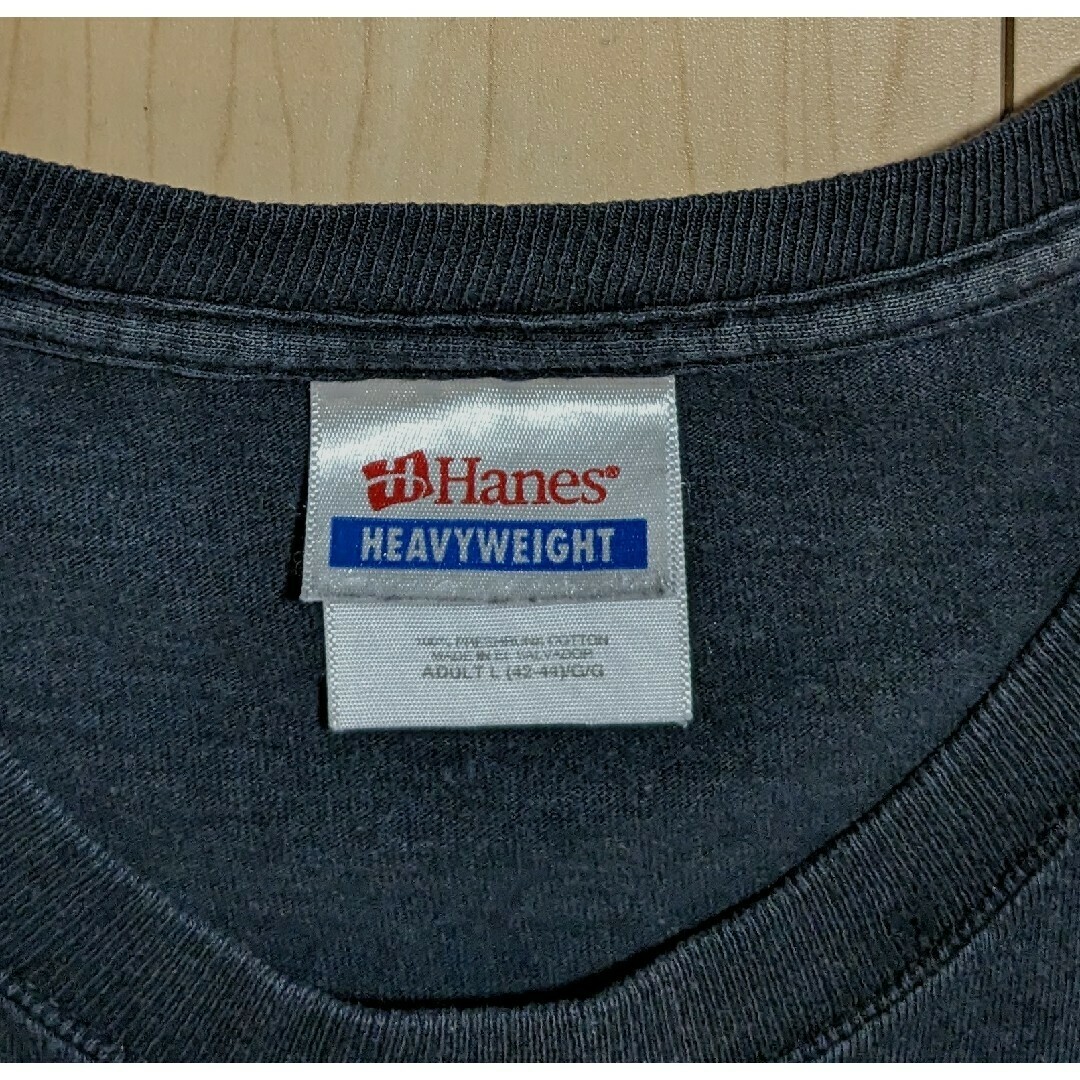 Hanes®
HEAVYWEIGHT
100% PRESHRUNK COTTON
MADE IN EL SALVADOR
ADULT L (42-44)/G/G